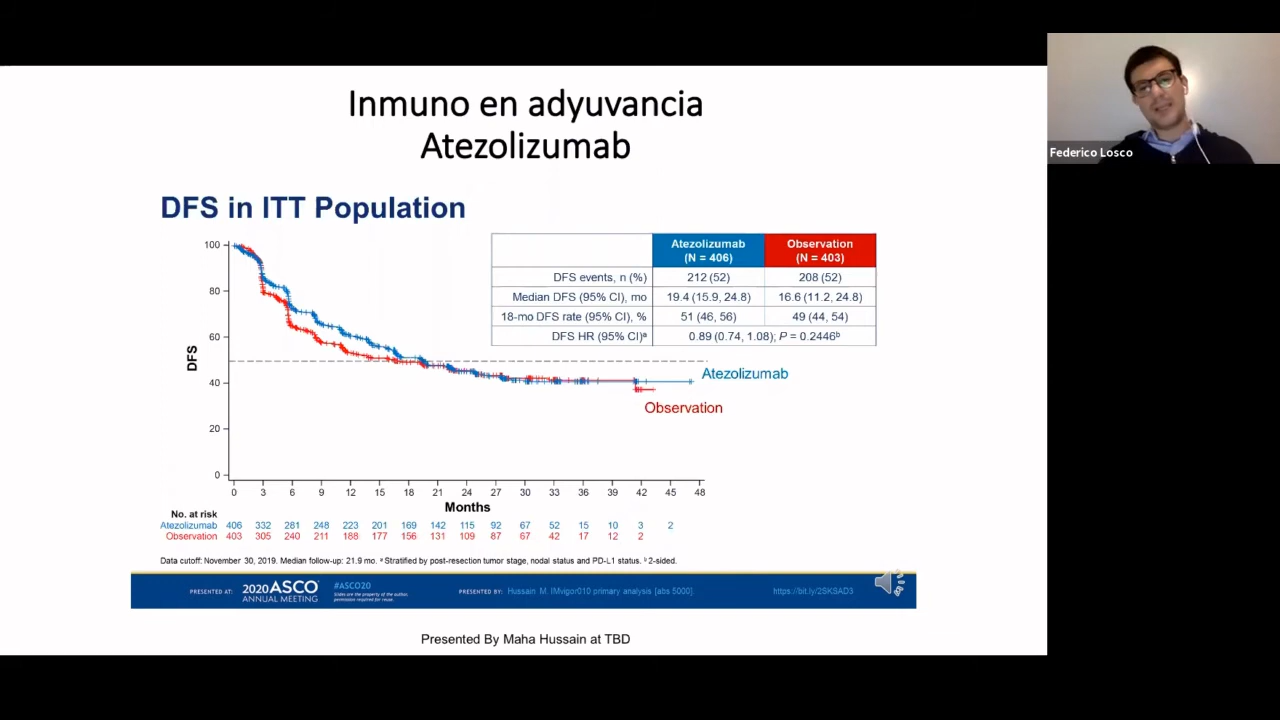 Inmuno en adyuvancia
Atezolizumab
Federico Losco
DFS in ITT Population
Atezolizumab (N = 406) Observation (N = 403)
DFS events, n (%) 212 (52) 208 (52)
Median DFS (95% CI), mo 19.4 (15.9, 24.8) 16.6 (11.2, 24.8)
18-mo DFS rate (95% CI), % 51 (46, 56) 49 (44, 54)
DFS HR (95% CI)ᵃ 0.89 (0.74, 1.08); P = 0.2446ᵇ
DFS
100
80
60
40
20
0
Atezolizumab
Observation
0 3 6 9 12 15 18 21 24 27 30 33 36 39 42 45 48
Months
No. at risk
Atezolizumab 406 332 281 248 223 201 169 142 115 92 67 52 15 10 3 2
Observation 403 305 240 211 188 177 156 131 109 87 67 42 17 12 2
Data cutoff: November 30, 2019. Median follow-up: 21.9 mo. ᵃ Stratified by post-resection tumor stage, nodal status and PD-L1 status. ᵇ 2-sided.
PRESENTED AT: 2020 ASCO ANNUAL MEETING
#ASCO20
Slides are the property of the author, permission required for reuse.
PRESENTED BY: Hussain M. IMvigor010 primary analysis [abs 5000].
https://bit.ly/2SKSAD3
Presented By Maha Hussain at TBD